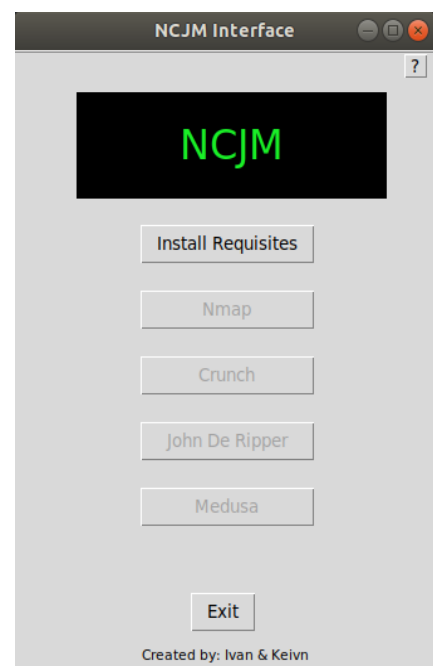 NCJM Interface
?
NCJM
Install Requisites
Nmap
Crunch
John De Ripper
Medusa
Exit
Created by: Ivan & Keivn